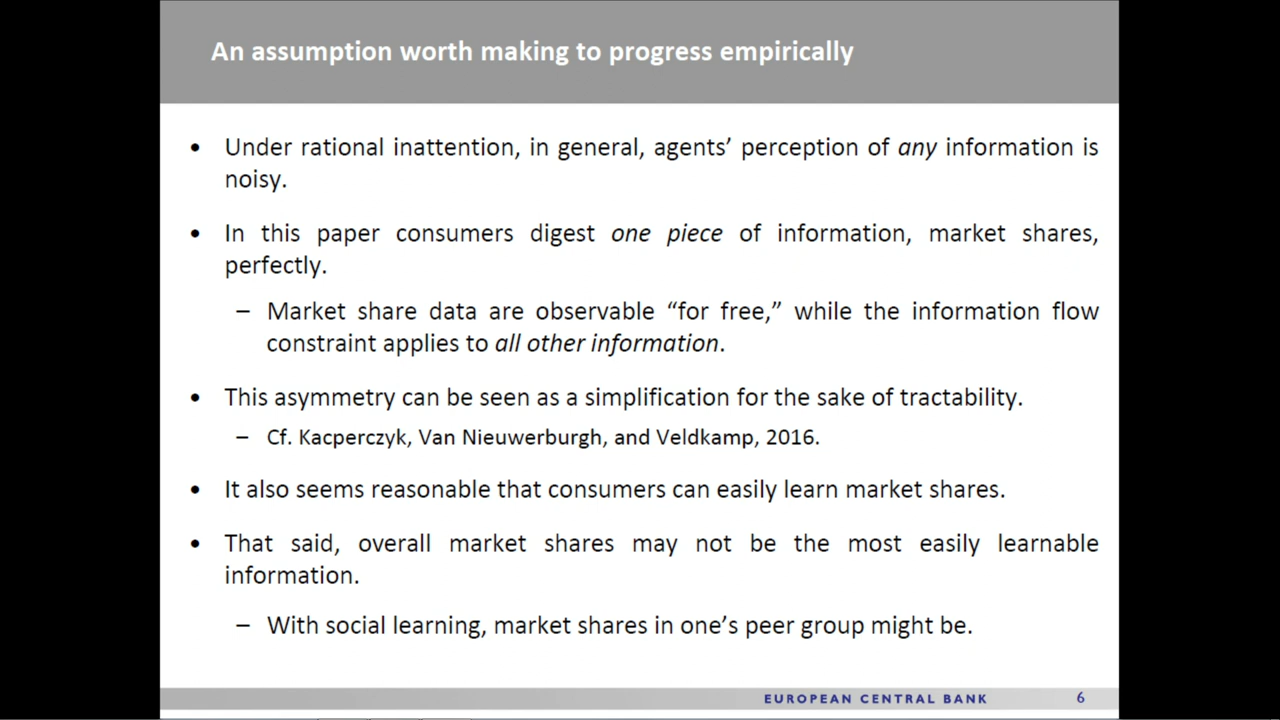 An assumption worth making to progress empirically
• Under rational inattention, in general, agents’ perception of any information is
noisy.
• In this paper consumers digest one piece of information, market shares,
perfectly.
– Market share data are observable “for free,” while the information flow
constraint applies to all other information.
• This asymmetry can be seen as a simplification for the sake of tractability.
– Cf. Kacperczyk, Van Nieuwerburgh, and Veldkamp, 2016.
• It also seems reasonable that consumers can easily learn market shares.
• That said, overall market shares may not be the most easily learnable
information.
– With social learning, market shares in one’s peer group might be.
EUROPEAN CENTRAL BANK 6